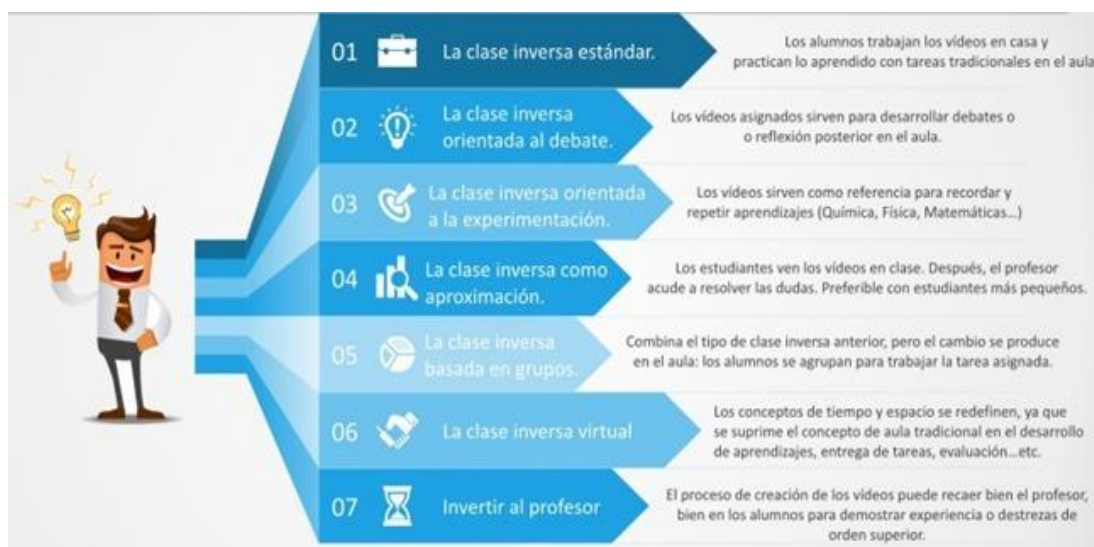 01
La clase inversa estándar.
Los alumnos trabajan los vídeos en casa y
practican lo aprendido con tareas tradicionales en el aula
02
La clase inversa
orientada al debate.
Los vídeos asignados sirven para desarrollar debates o
o reflexión posterior en el aula.
03
La clase inversa orientada
a la experimentación.
Los vídeos sirven como referencia para recordar y
repetir aprendizajes (Química, Física, Matemáticas...)
04
La clase inversa como
aproximación.
Los estudiantes ven los vídeos en clase. Después, el profesor
acude a resolver las dudas. Preferible con estudiantes más pequeños.
05
La clase inversa
basada en grupos.
Combina el tipo de clase inversa anterior, pero el cambio se produce
en el aula: los alumnos se agrupan para trabajar la tarea asignada.
06
La clase inversa virtual
Los conceptos de tiempo y espacio se redefinen, ya que
se suprime el concepto de aula tradicional en el desarrollo
de aprendizajes, entrega de tareas, evaluación...etc.
07
Invertir al profesor
El proceso de creación de los vídeos puede recaer bien el profesor,
bien en los alumnos para demostrar experiencia o destrezas de
orden superior.